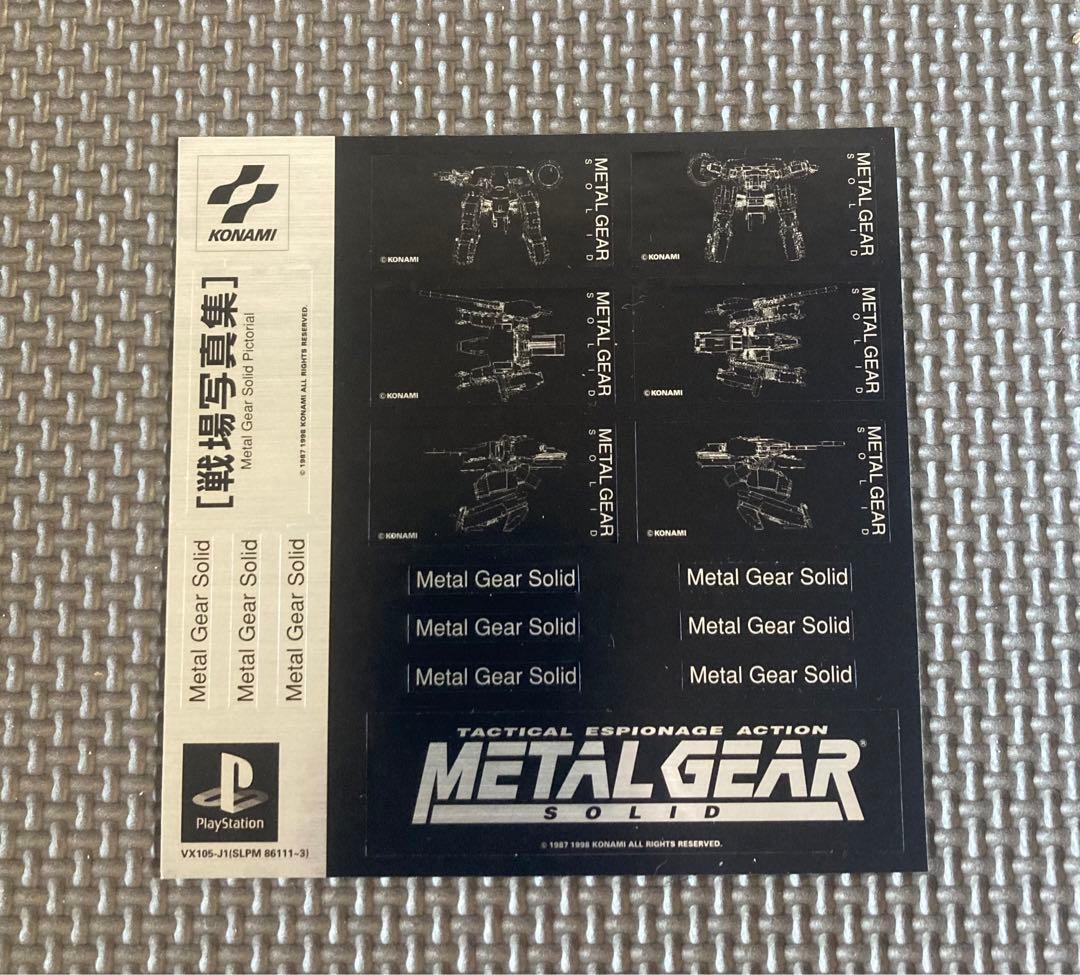 KONAMI
[戦場写真集]
Metal Gear Solid Pictorial
© 1987 1998 KONAMI ALL RIGHTS RESERVED.
Metal Gear Solid
Metal Gear Solid
Metal Gear Solid
PlayStation
VX105-J1(SLPM 86111~3)
METAL GEAR
SOLID
© KONAMI
METAL GEAR
SOLID
© KONAMI
METAL GEAR
SOLID
© KONAMI
METAL GEAR
SOLID
© KONAMI
METAL GEAR
SOLID
© KONAMI
METAL GEAR
SOLID
© KONAMI
Metal Gear Solid
Metal Gear Solid
Metal Gear Solid
Metal Gear Solid
Metal Gear Solid
Metal Gear Solid
TACTICAL ESPIONAGE ACTION
METAL GEAR®
SOLID
© 1987 1998 KONAMI ALL RIGHTS RESERVED.